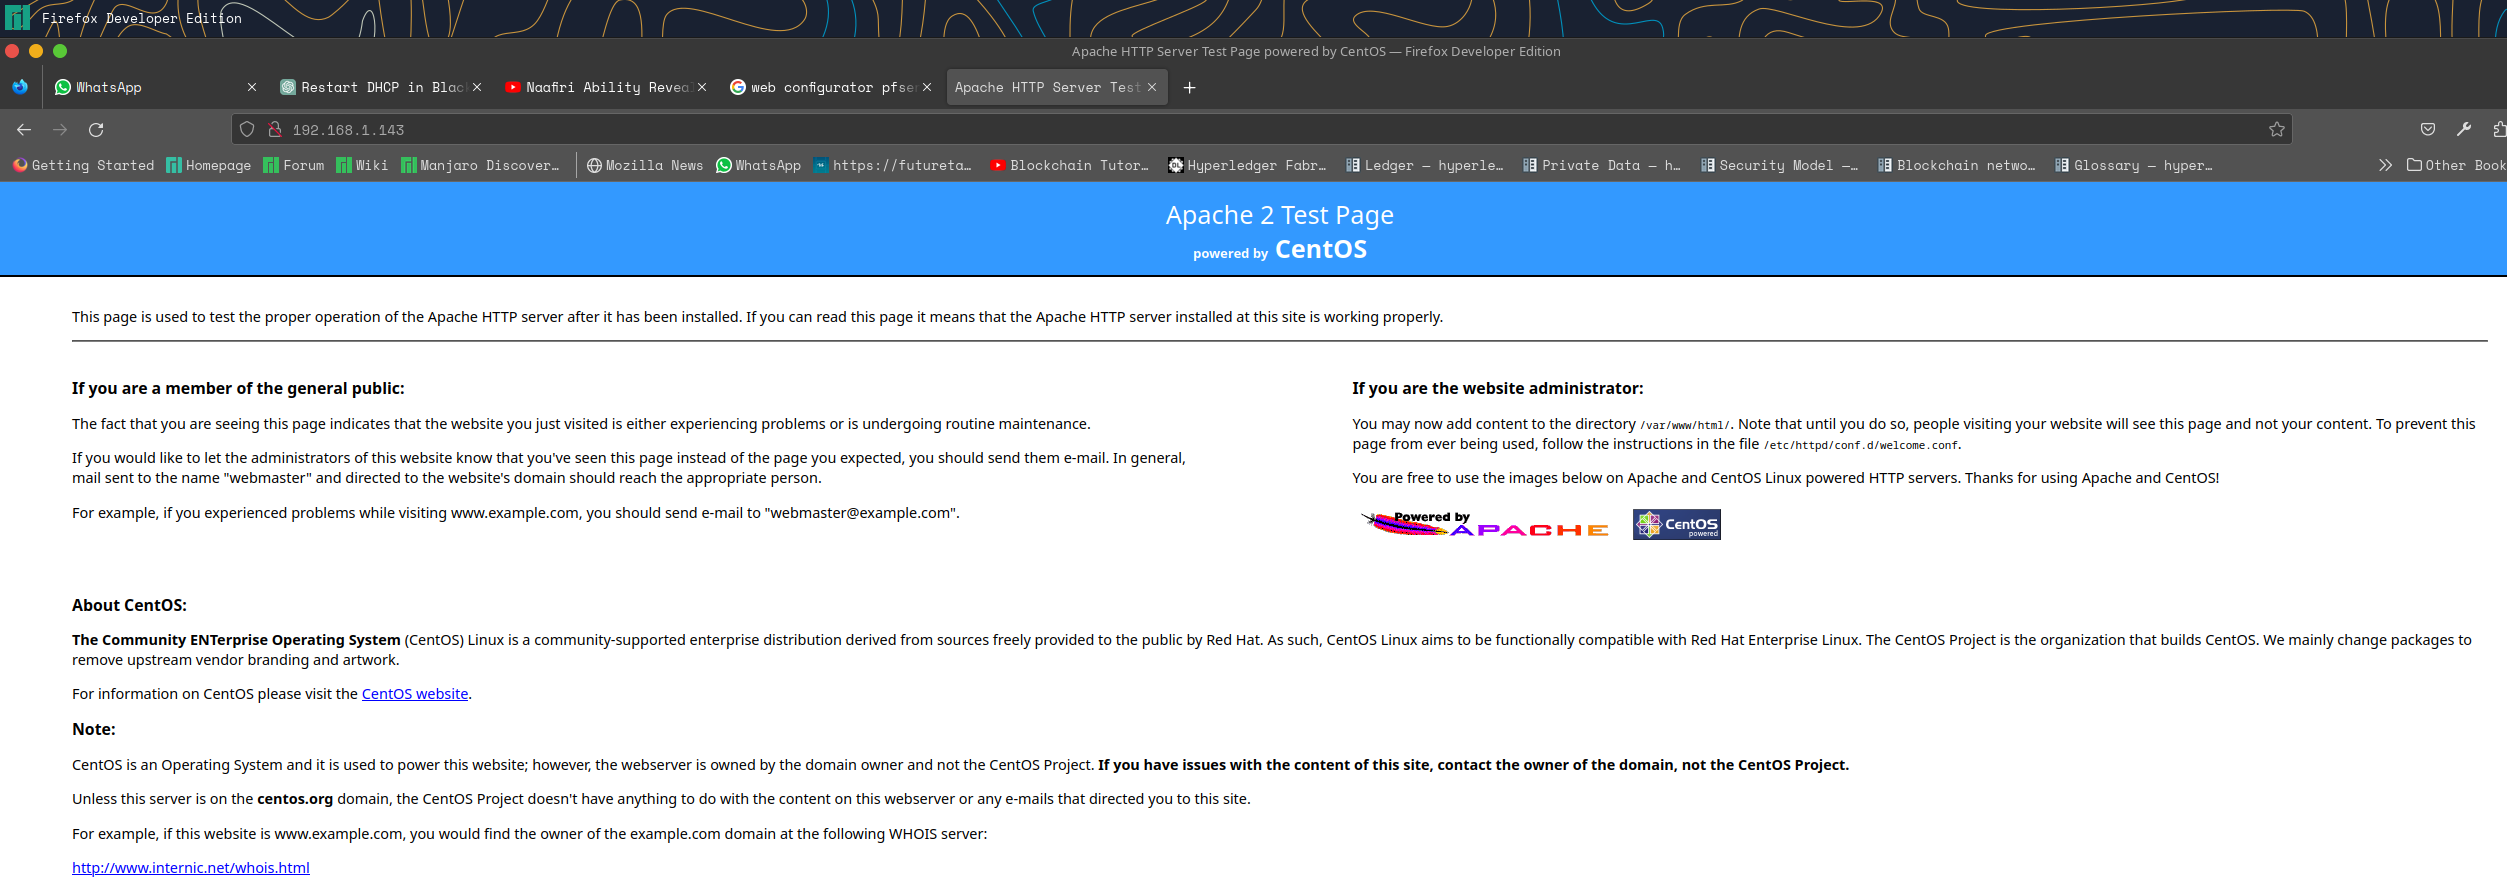 Firefox Developer Edition
Apache HTTP Server Test Page powered by CentOS — Firefox Developer Edition
WhatsApp
Restart DHCP in Blac
Naafiri Ability Reveal
web configurator pfse
Apache HTTP Server Test
192.168.1.143
Getting Started
Homepage
Forum
Wiki
Manjaro Discover…
Mozilla News
WhatsApp
https://futureta…
Blockchain Tutor…
Hyperledger Fabr…
Ledger — hyperle…
Private Data — h…
Security Model —…
Blockchain netwo…
Glossary — hyper…
Other Book
Apache 2 Test Page
powered by CentOS
This page is used to test the proper operation of the Apache HTTP server after it has been installed. If you can read this page it means that the Apache HTTP server installed at this site is working properly.
If you are a member of the general public:
The fact that you are seeing this page indicates that the website you just visited is either experiencing problems or is undergoing routine maintenance.
If you would like to let the administrators of this website know that you've seen this page instead of the page you expected, you should send them e-mail. In general,
mail sent to the name "webmaster" and directed to the website's domain should reach the appropriate person.
For example, if you experienced problems while visiting www.example.com, you should send e-mail to "webmaster@example.com".
If you are the website administrator:
You may now add content to the directory /var/www/html/. Note that until you do so, people visiting your website will see this page and not your content. To prevent this
page from ever being used, follow the instructions in the file /etc/httpd/conf.d/welcome.conf.
You are free to use the images below on Apache and CentOS Linux powered HTTP servers. Thanks for using Apache and CentOS!
Powered by
APACHE
CentOS
powered
About CentOS:
The Community ENTerprise Operating System (CentOS) Linux is a community-supported enterprise distribution derived from sources freely provided to the public by Red Hat. As such, CentOS Linux aims to be functionally compatible with Red Hat Enterprise Linux. The CentOS Project is the organization that builds CentOS. We mainly change packages to
remove upstream vendor branding and artwork.
For information on CentOS please visit the CentOS website.
Note:
CentOS is an Operating System and it is used to power this website; however, the webserver is owned by the domain owner and not the CentOS Project. If you have issues with the content of this site, contact the owner of the domain, not the CentOS Project.
Unless this server is on the centos.org domain, the CentOS Project doesn't have anything to do with the content on this webserver or any e-mails that directed you to this site.
For example, if this website is www.example.com, you would find the owner of the example.com domain at the following WHOIS server:
http://www.internic.net/whois.html